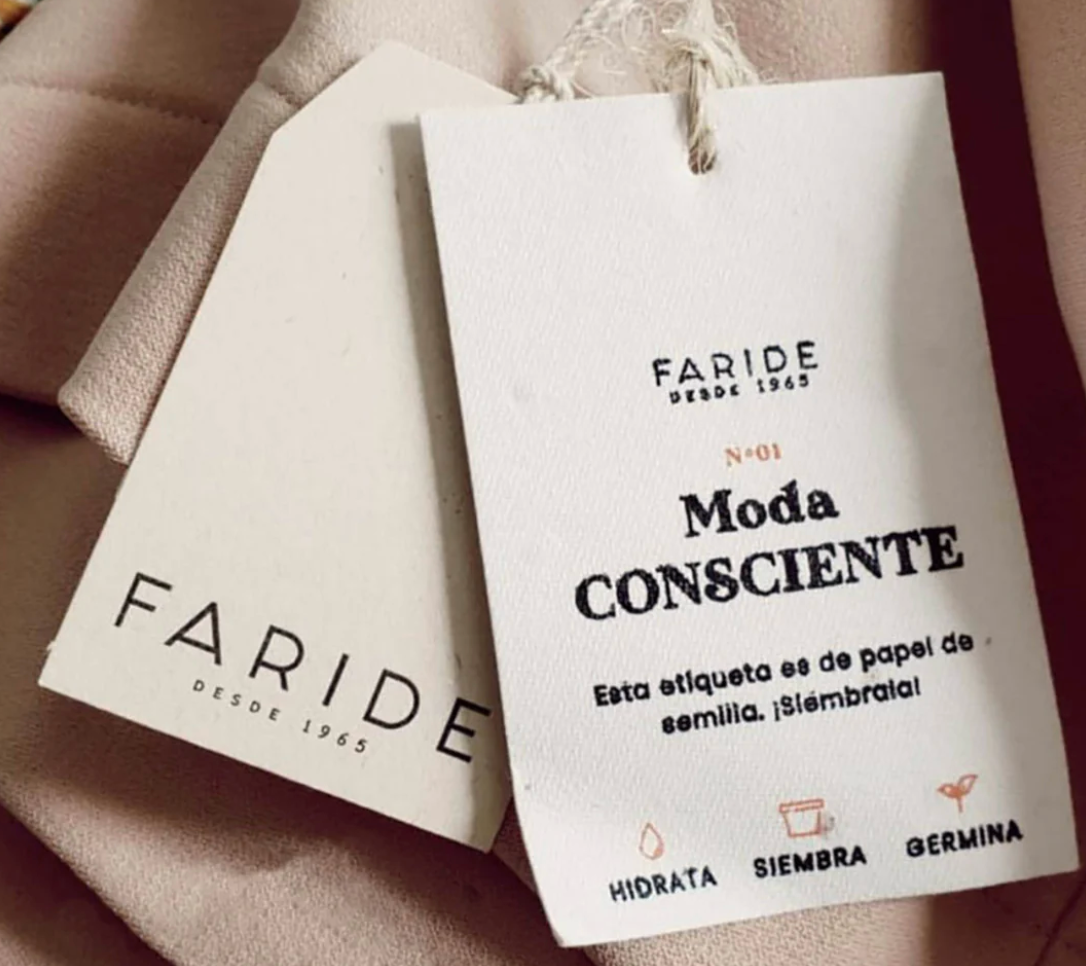 FARIDE
DESDE 1965
FARIDE
DESDE 1965
Nº01
Moda
CONSCIENTE
Esta etiqueta es de papel de
semilla. ¡Siémbrala!
HIDRATA SIEMBRA GERMINA